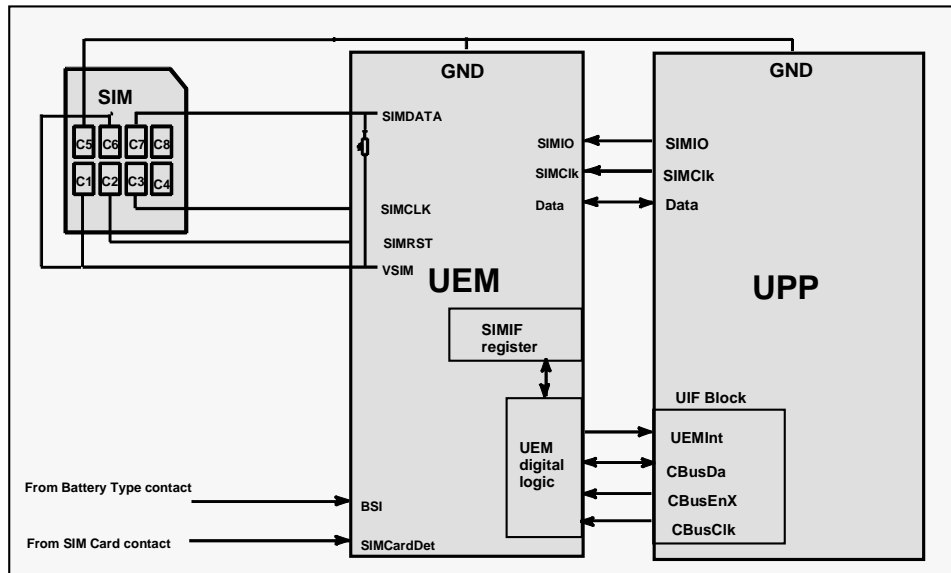 GND
GND
SIM
SIMDATA
C5 C6 C7 C8
SIMIO
SIMIO
C1 C2 C3 C4
SIMClk
SIMClk
SIMCLK
Data
Data
SIMRST
VSIM
UEM
UPP
SIMIF
register
UIF Block
UEM
digital
logic
UEMInt
CBusDa
CBusEnX
CBusClk
From Battery Type contact
BSI
From SIM Card contact
SIMCardDet